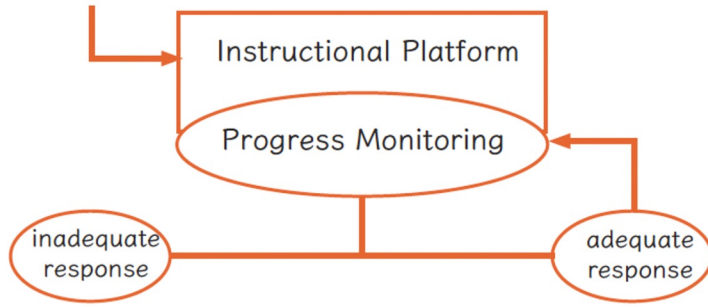 Instructional Platform
Progress Monitoring
inadequate
response
adequate
response